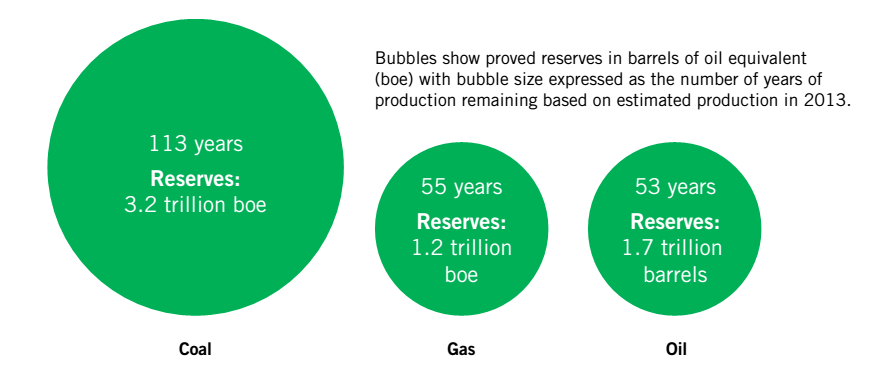 Bubbles show proved reserves in barrels of oil equivalent
(boe) with bubble size expressed as the number of years of
production remaining based on estimated production in 2013.
113 years
Reserves:
3.2 trillion boe
55 years
Reserves:
1.2 trillion
boe
53 years
Reserves:
1.7 trillion
barrels
Coal
Gas
Oil